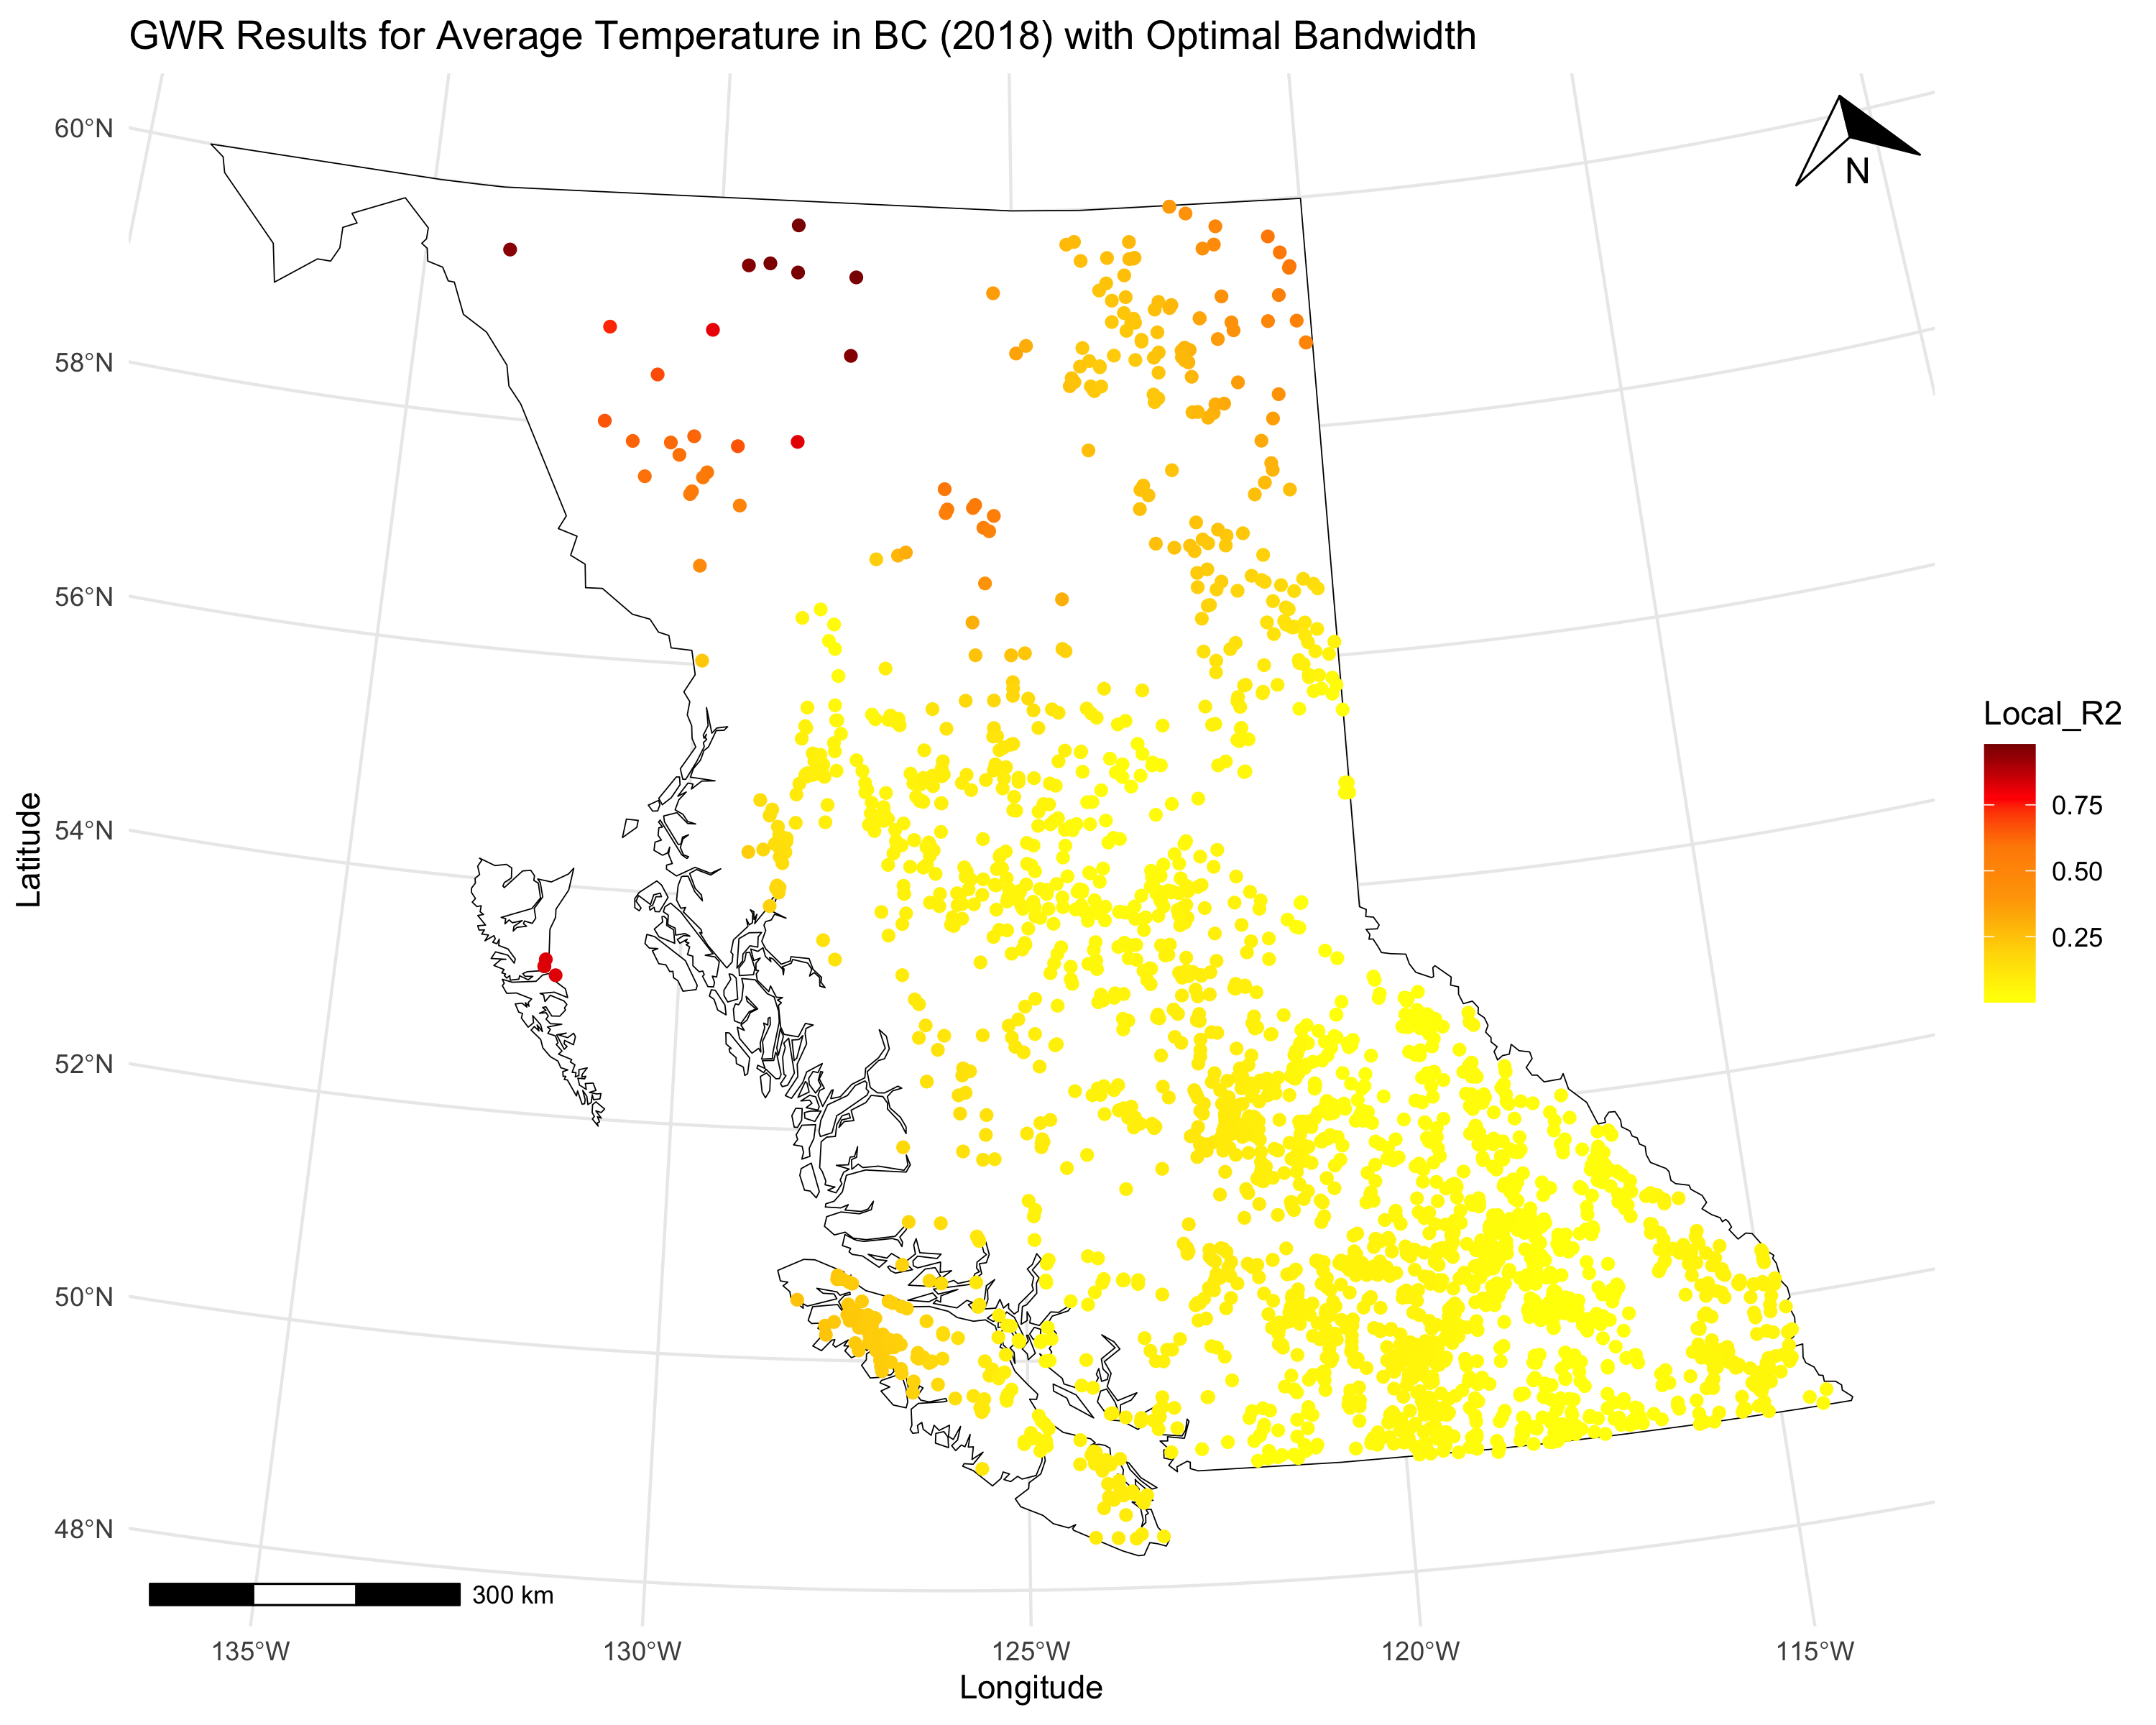 GWR Results for Average Temperature in BC (2018) with Optimal Bandwidth
60°N
58°N
56°N
54°N
52°N
50°N
48°N
Latitude
N
Local_R2
0.75
0.50
0.25
300 km
135°W
130°W
125°W
120°W
115°W
Longitude